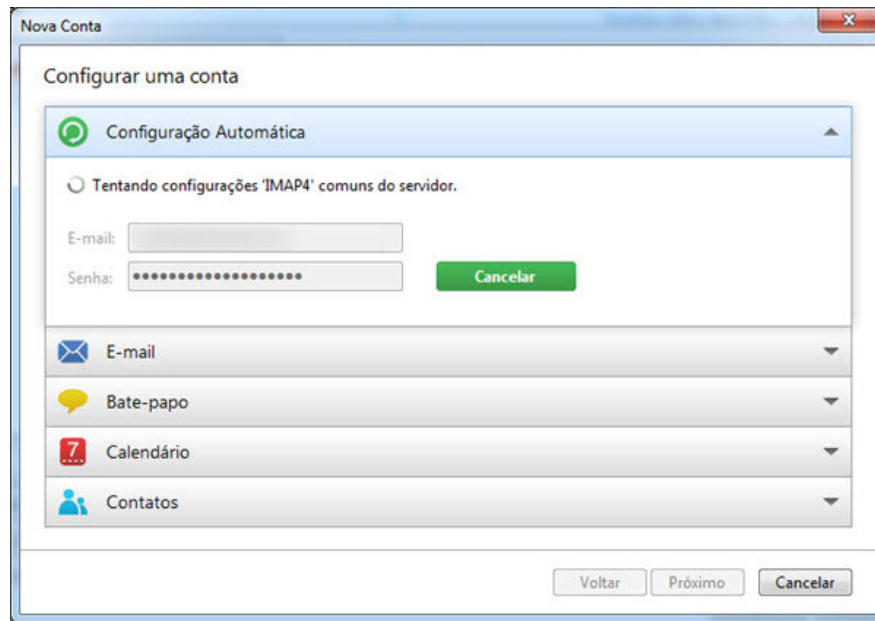 Nova Conta
Configurar uma conta
Configuração Automática
Tentando configurações 'IMAP4' comuns do servidor.
E-mail:
Senha:
Cancelar
E-mail
Bate-papo
7
Calendário
Contatos
Voltar
Próximo
Cancelar